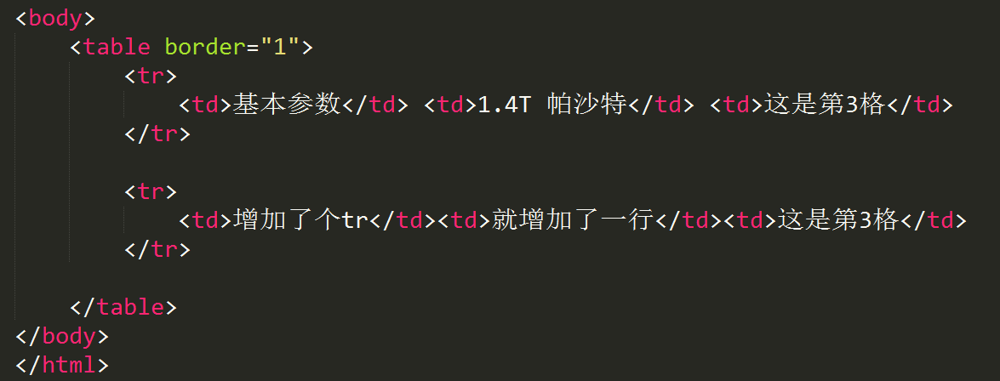 <body>
<table border="1">
<tr>
<td>基本参数</td> <td>1.4T 帕沙特</td> <td>这是第3格</td>
</tr>
<tr>
<td>增加了个tr</td><td>就增加了一行</td><td>这是第3格</td>
</tr>
</table>
</body>
</html>